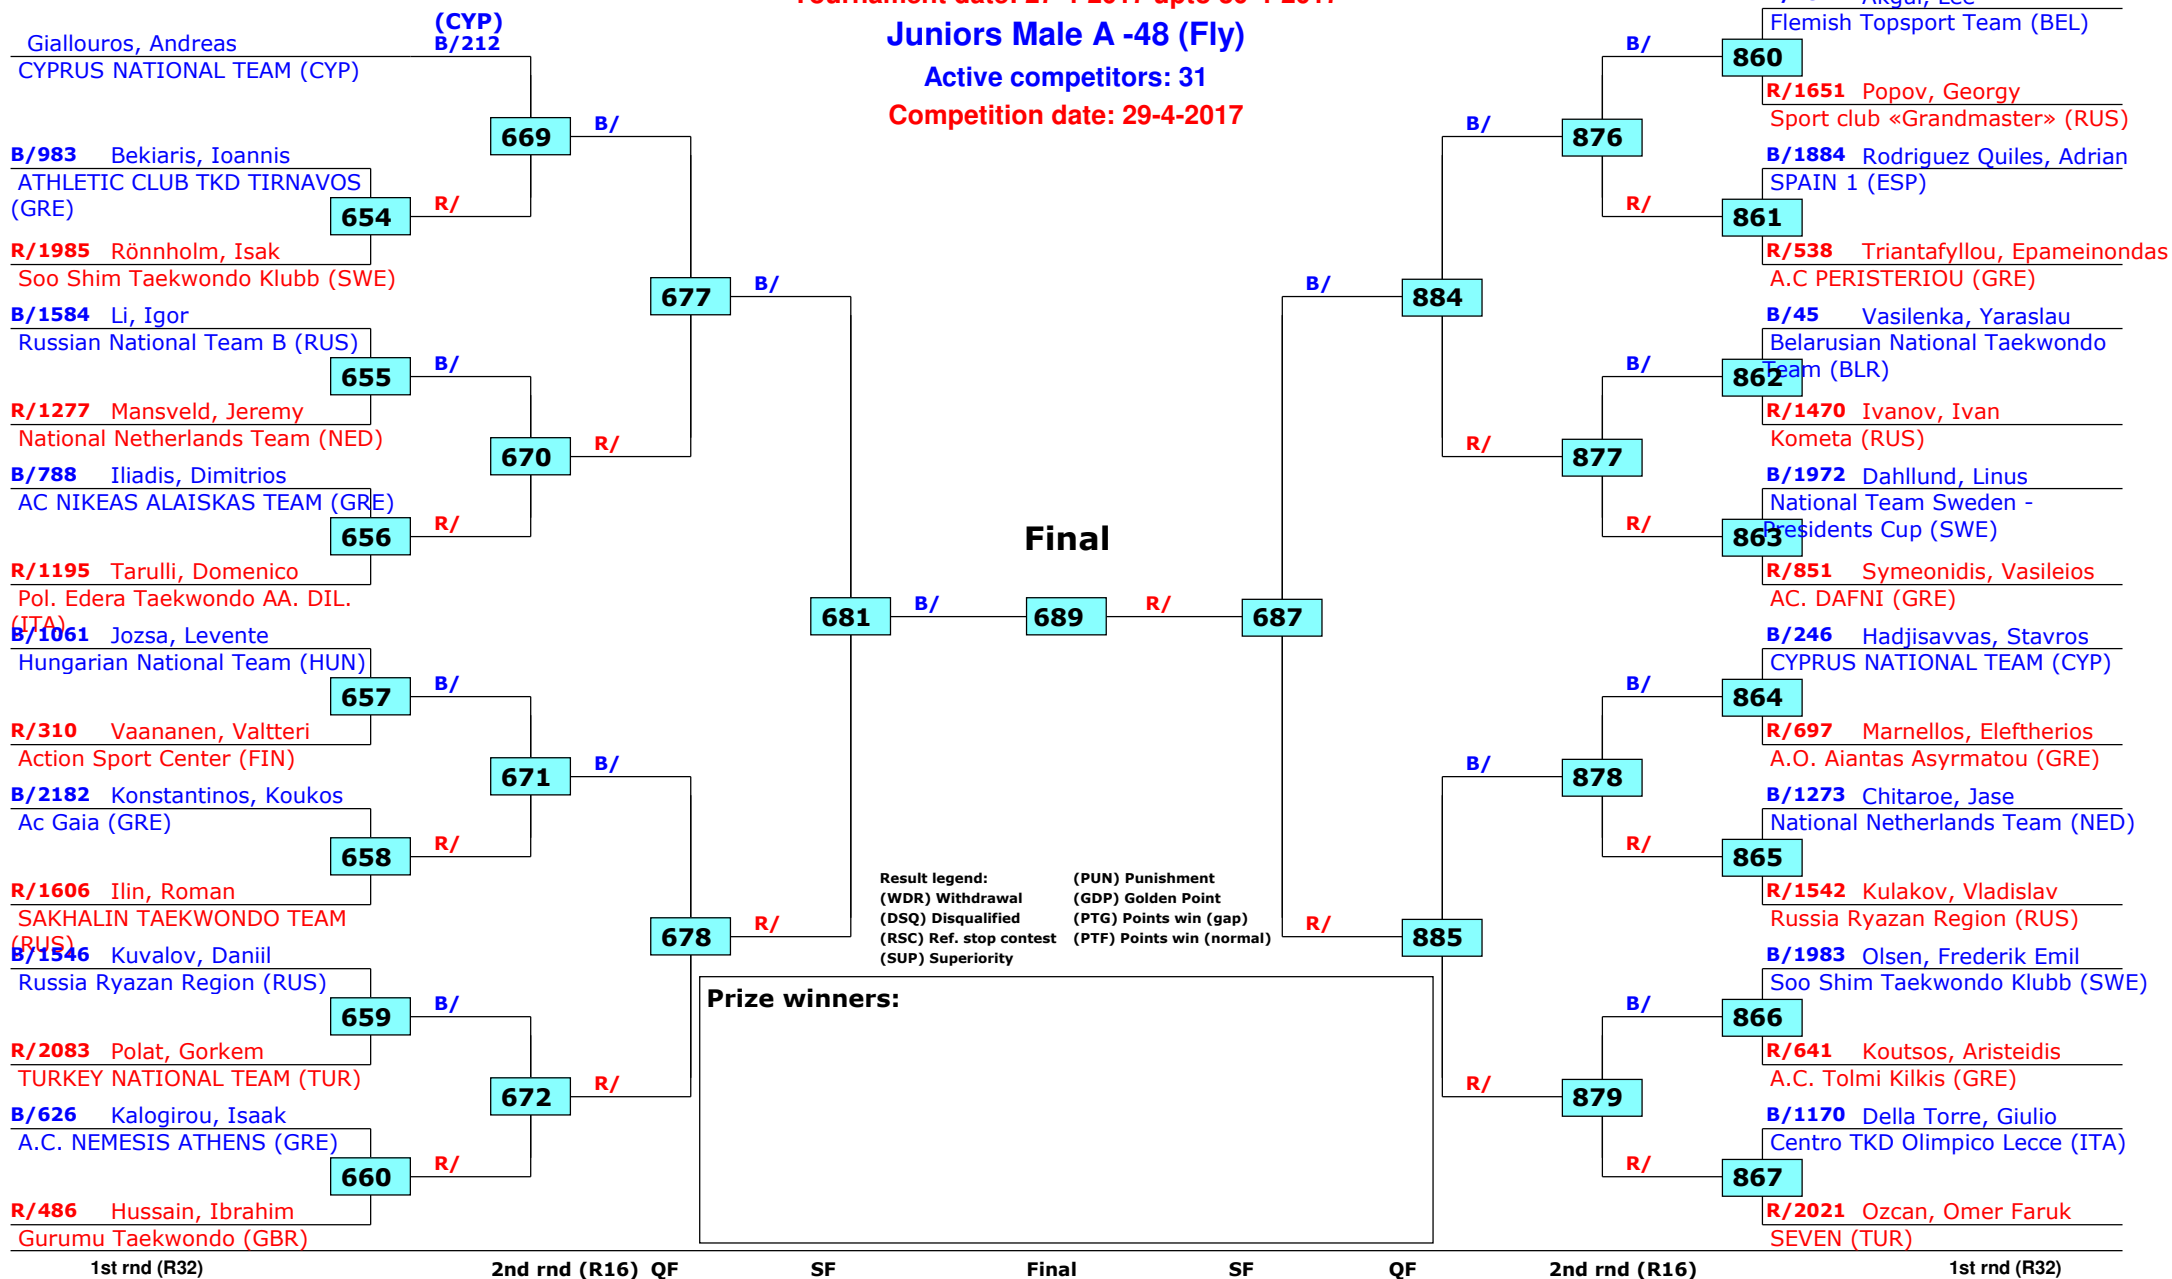 Tournament date: 27-4-2017 upto 30-4-2017
Juniors Male A -48 (Fly)
Active competitors: 31
Competition date: 29-4-2017
(CYP)
Giallouros, Andreas B/212
CYPRUS NATIONAL TEAM (CYP)
669
B/
B/983 Bekiaris, Ioannis
ATHLETIC CLUB TKD TIRNAVOS
(GRE)
654
R/
R/1985 Rönnholm, Isak
Soo Shim Taekwondo Klubb (SWE)
677
B/
B/1584 Li, Igor
Russian National Team B (RUS)
655
B/
R/1277 Mansveld, Jeremy
National Netherlands Team (NED)
670
R/
B/788 Iliadis, Dimitrios
AC NIKEAS ALAISKAS TEAM (GRE)
656
R/
R/1195 Tarulli, Domenico
Pol. Edera Taekwondo AA. DIL.
(ITA)
681
B/
B/1061 Jozsa, Levente
Hungarian National Team (HUN)
657
B/
R/310 Vaananen, Valtteri
Action Sport Center (FIN)
671
B/
B/2182 Konstantinos, Koukos
Ac Gaia (GRE)
658
R/
R/1606 Ilin, Roman
SAKHALIN TAEKWONDO TEAM
(RUS)
678
R/
B/1546 Kuvalov, Daniil
Russia Ryazan Region (RUS)
659
B/
R/2083 Polat, Gorkem
TURKEY NATIONAL TEAM (TUR)
672
R/
B/626 Kalogirou, Isaak
A.C. NEMESIS ATHENS (GRE)
660
R/
R/486 Hussain, Ibrahim
Gurumu Taekwondo (GBR)
Final
689
R/
687
Result legend:
(WDR) Withdrawal
(DSQ) Disqualified
(RSC) Ref. stop contest
(SUP) Superiority
(PUN) Punishment
(GDP) Golden Point
(PTG) Points win (gap)
(PTF) Points win (normal)
Prize winners:
Akgul, Lee
Flemish Topsport Team (BEL)
B/
860
R/1651 Popov, Georgy
Sport club «Grandmaster» (RUS)
B/
876
B/1884 Rodriguez Quiles, Adrian
SPAIN 1 (ESP)
R/
861
R/538 Triantafyllou, Epameinondas
A.C PERISTERIOU (GRE)
B/
884
B/45 Vasilenka, Yaraslau
Belarusian National Taekwondo
Team (BLR)
B/
862
R/1470 Ivanov, Ivan
Kometa (RUS)
R/
877
B/1972 Dahllund, Linus
National Team Sweden -
Presidents Cup (SWE)
R/
863
R/851 Symeonidis, Vasileios
AC. DAFNI (GRE)
B/246 Hadjisavvas, Stavros
CYPRUS NATIONAL TEAM (CYP)
B/
864
R/697 Marnellos, Eleftherios
A.O. Aiantas Asyrmatou (GRE)
B/
878
B/1273 Chitaroe, Jase
National Netherlands Team (NED)
R/
865
R/1542 Kulakov, Vladislav
Russia Ryazan Region (RUS)
R/
885
B/1983 Olsen, Frederik Emil
Soo Shim Taekwondo Klubb (SWE)
B/
866
R/641 Koutsos, Aristeidis
A.C. Tolmi Kilkis (GRE)
R/
879
B/1170 Della Torre, Giulio
Centro TKD Olimpico Lecce (ITA)
R/
867
R/2021 Ozcan, Omer Faruk
SEVEN (TUR)
1st rnd (R32) 2nd rnd (R16) QF SF Final SF QF 2nd rnd (R16) 1st rnd (R32)